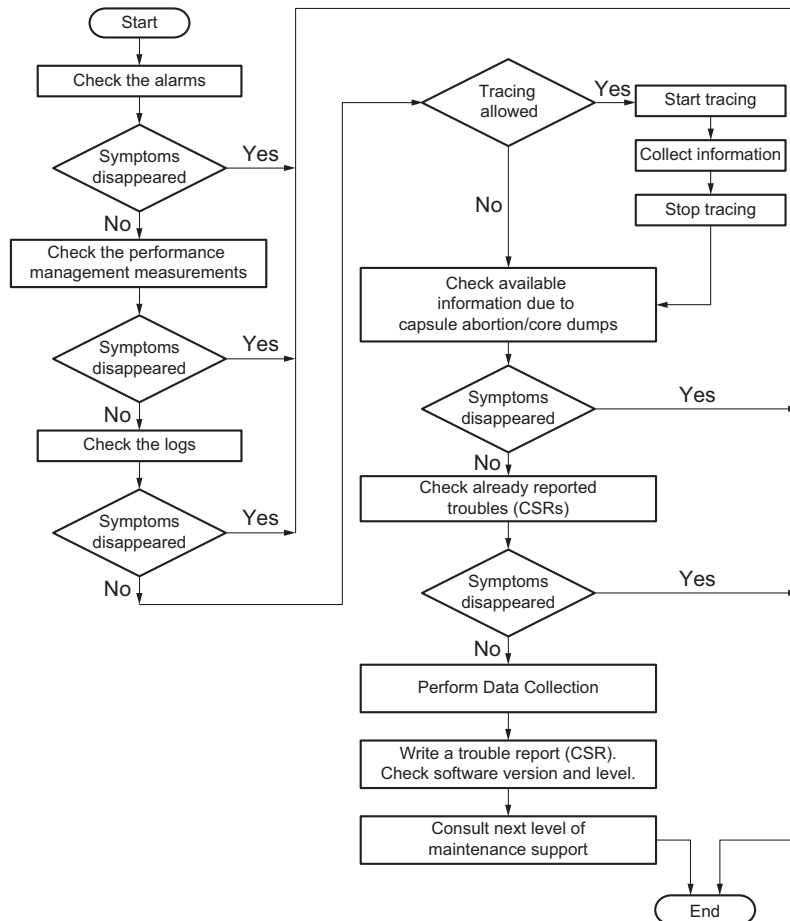 Start
Check the alarms
Symptoms
disappeared
Yes
No
Check the performance
management measurements
Symptoms
disappeared
Yes
No
Check the logs
Symptoms
disappeared
Yes
No
Tracing
allowed
Yes
Start tracing
Collect information
Stop tracing
No
Check available
information due to
capsule abortion/core dumps
Symptoms
disappeared
Yes
No
Check already reported
troubles (CSRs)
Symptoms
disappeared
Yes
No
Perform Data Collection
Write a trouble report (CSR).
Check software version and level.
Consult next level of
maintenance support
End